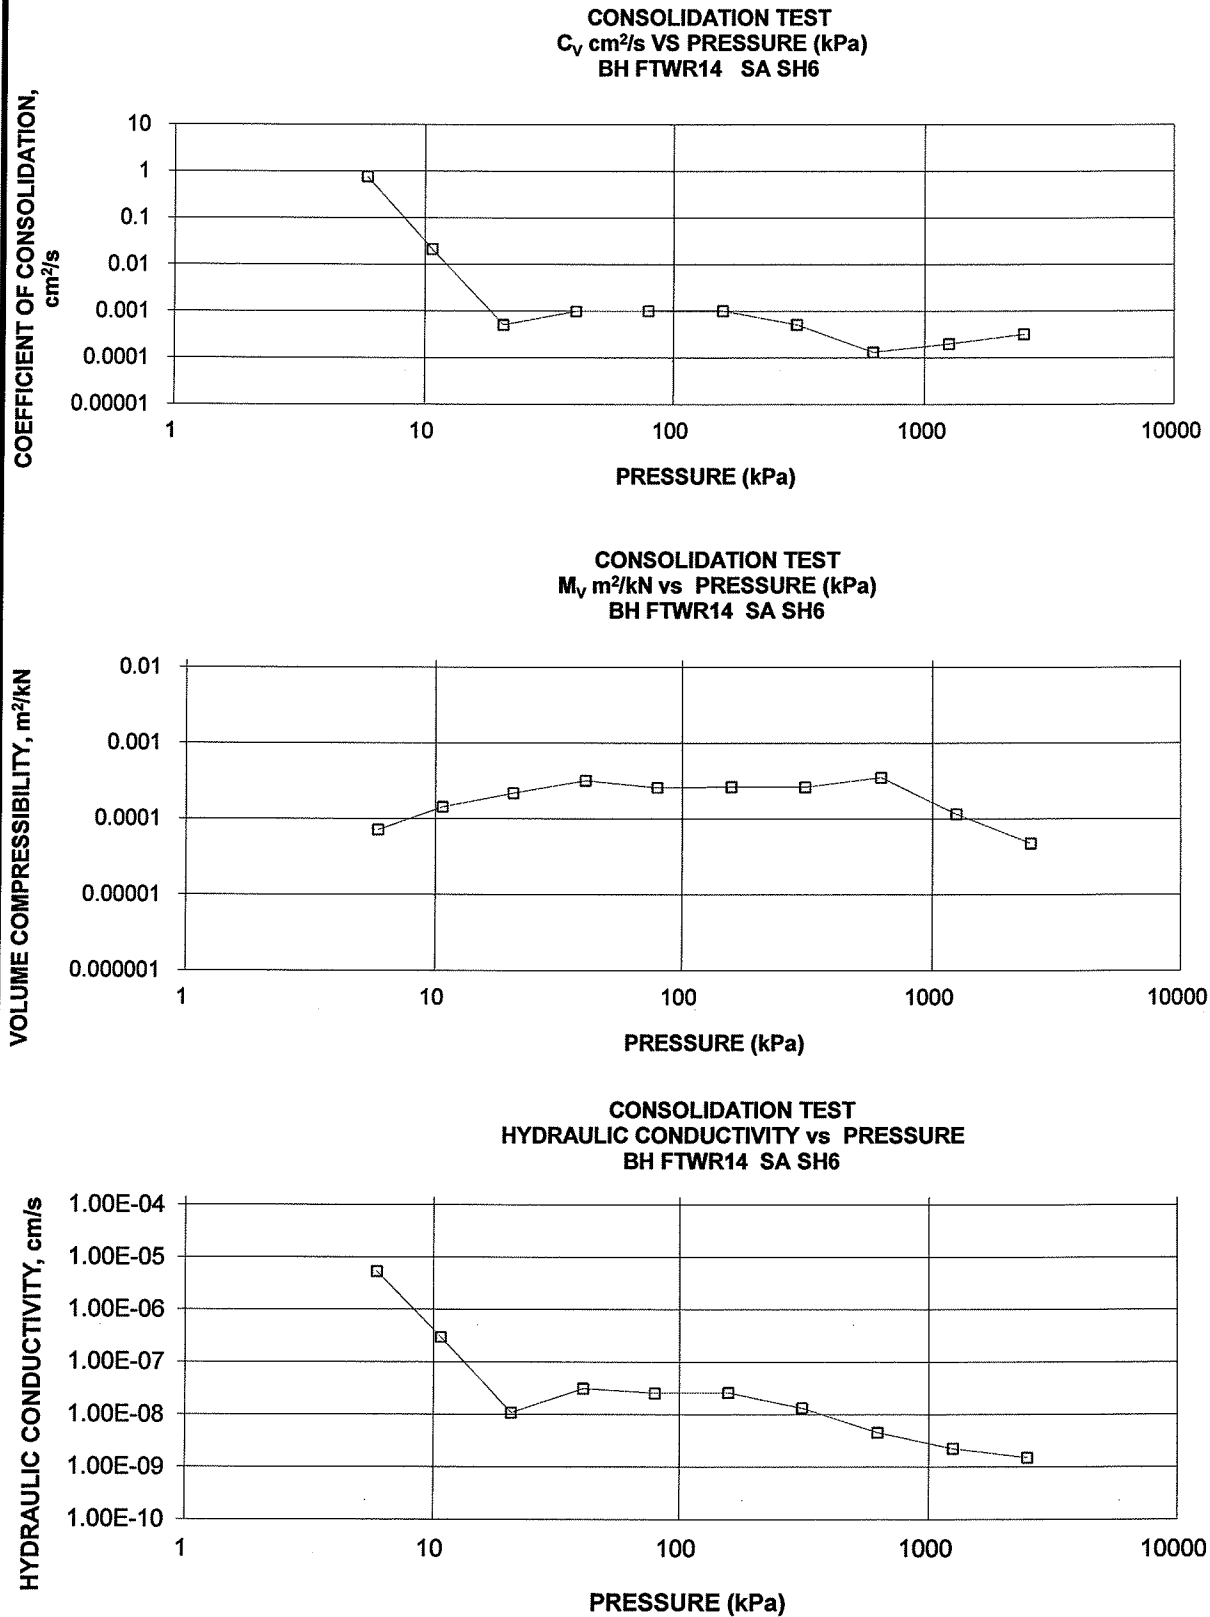 CONSOLIDATION TEST
Cᵥ cm²/s VS PRESSURE (kPa)
BH FTWR14 SA SH6
COEFFICIENT OF CONSOLIDATION,
cm²/s
10
1
0.1
0.01
0.001
0.0001
0.00001
1 10 100 1000 10000
PRESSURE (kPa)
CONSOLIDATION TEST
Mᵥ m²/kN vs PRESSURE (kPa)
BH FTWR14 SA SH6
VOLUME COMPRESSIBILITY, m²/kN
0.01
0.001
0.0001
0.00001
0.000001
1 10 100 1000 10000
PRESSURE (kPa)
CONSOLIDATION TEST
HYDRAULIC CONDUCTIVITY vs PRESSURE
BH FTWR14 SA SH6
HYDRAULIC CONDUCTIVITY, cm/s
1.00E-04
1.00E-05
1.00E-06
1.00E-07
1.00E-08
1.00E-09
1.00E-10
1 10 100 1000 10000
PRESSURE (kPa)